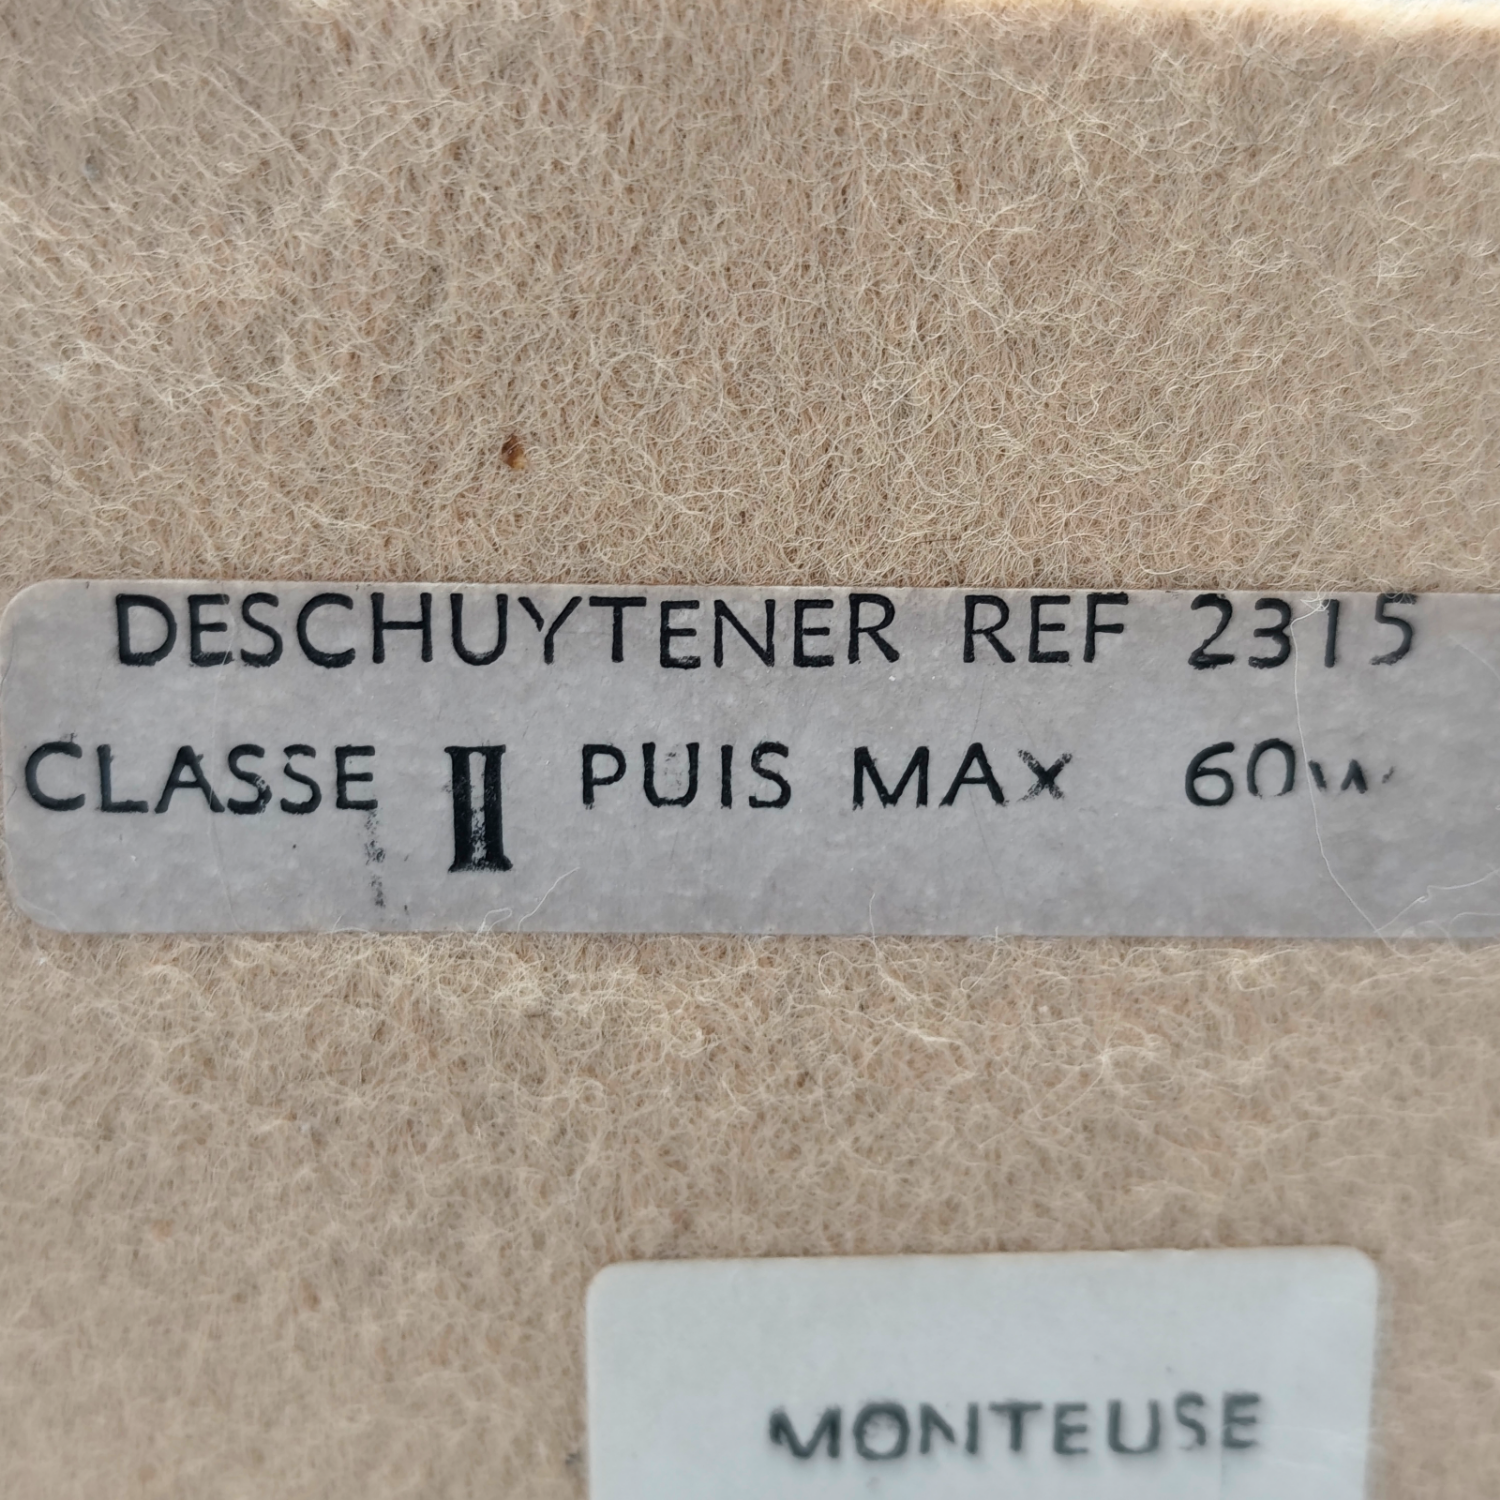 DESCHUYTENER REF 2315
CLASSE II PUIS MAX 60w
MONTEUSE